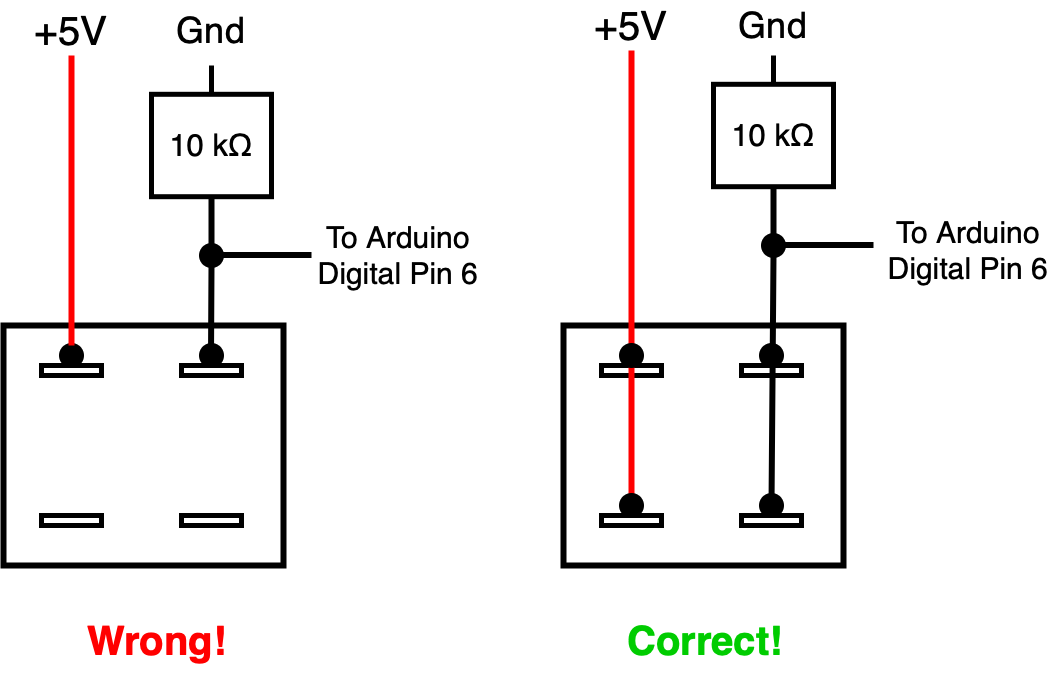 +5V
Gnd
10 kΩ
To Arduino
Digital Pin 6
Wrong!
+5V
Gnd
10 kΩ
To Arduino
Digital Pin 6
Correct!